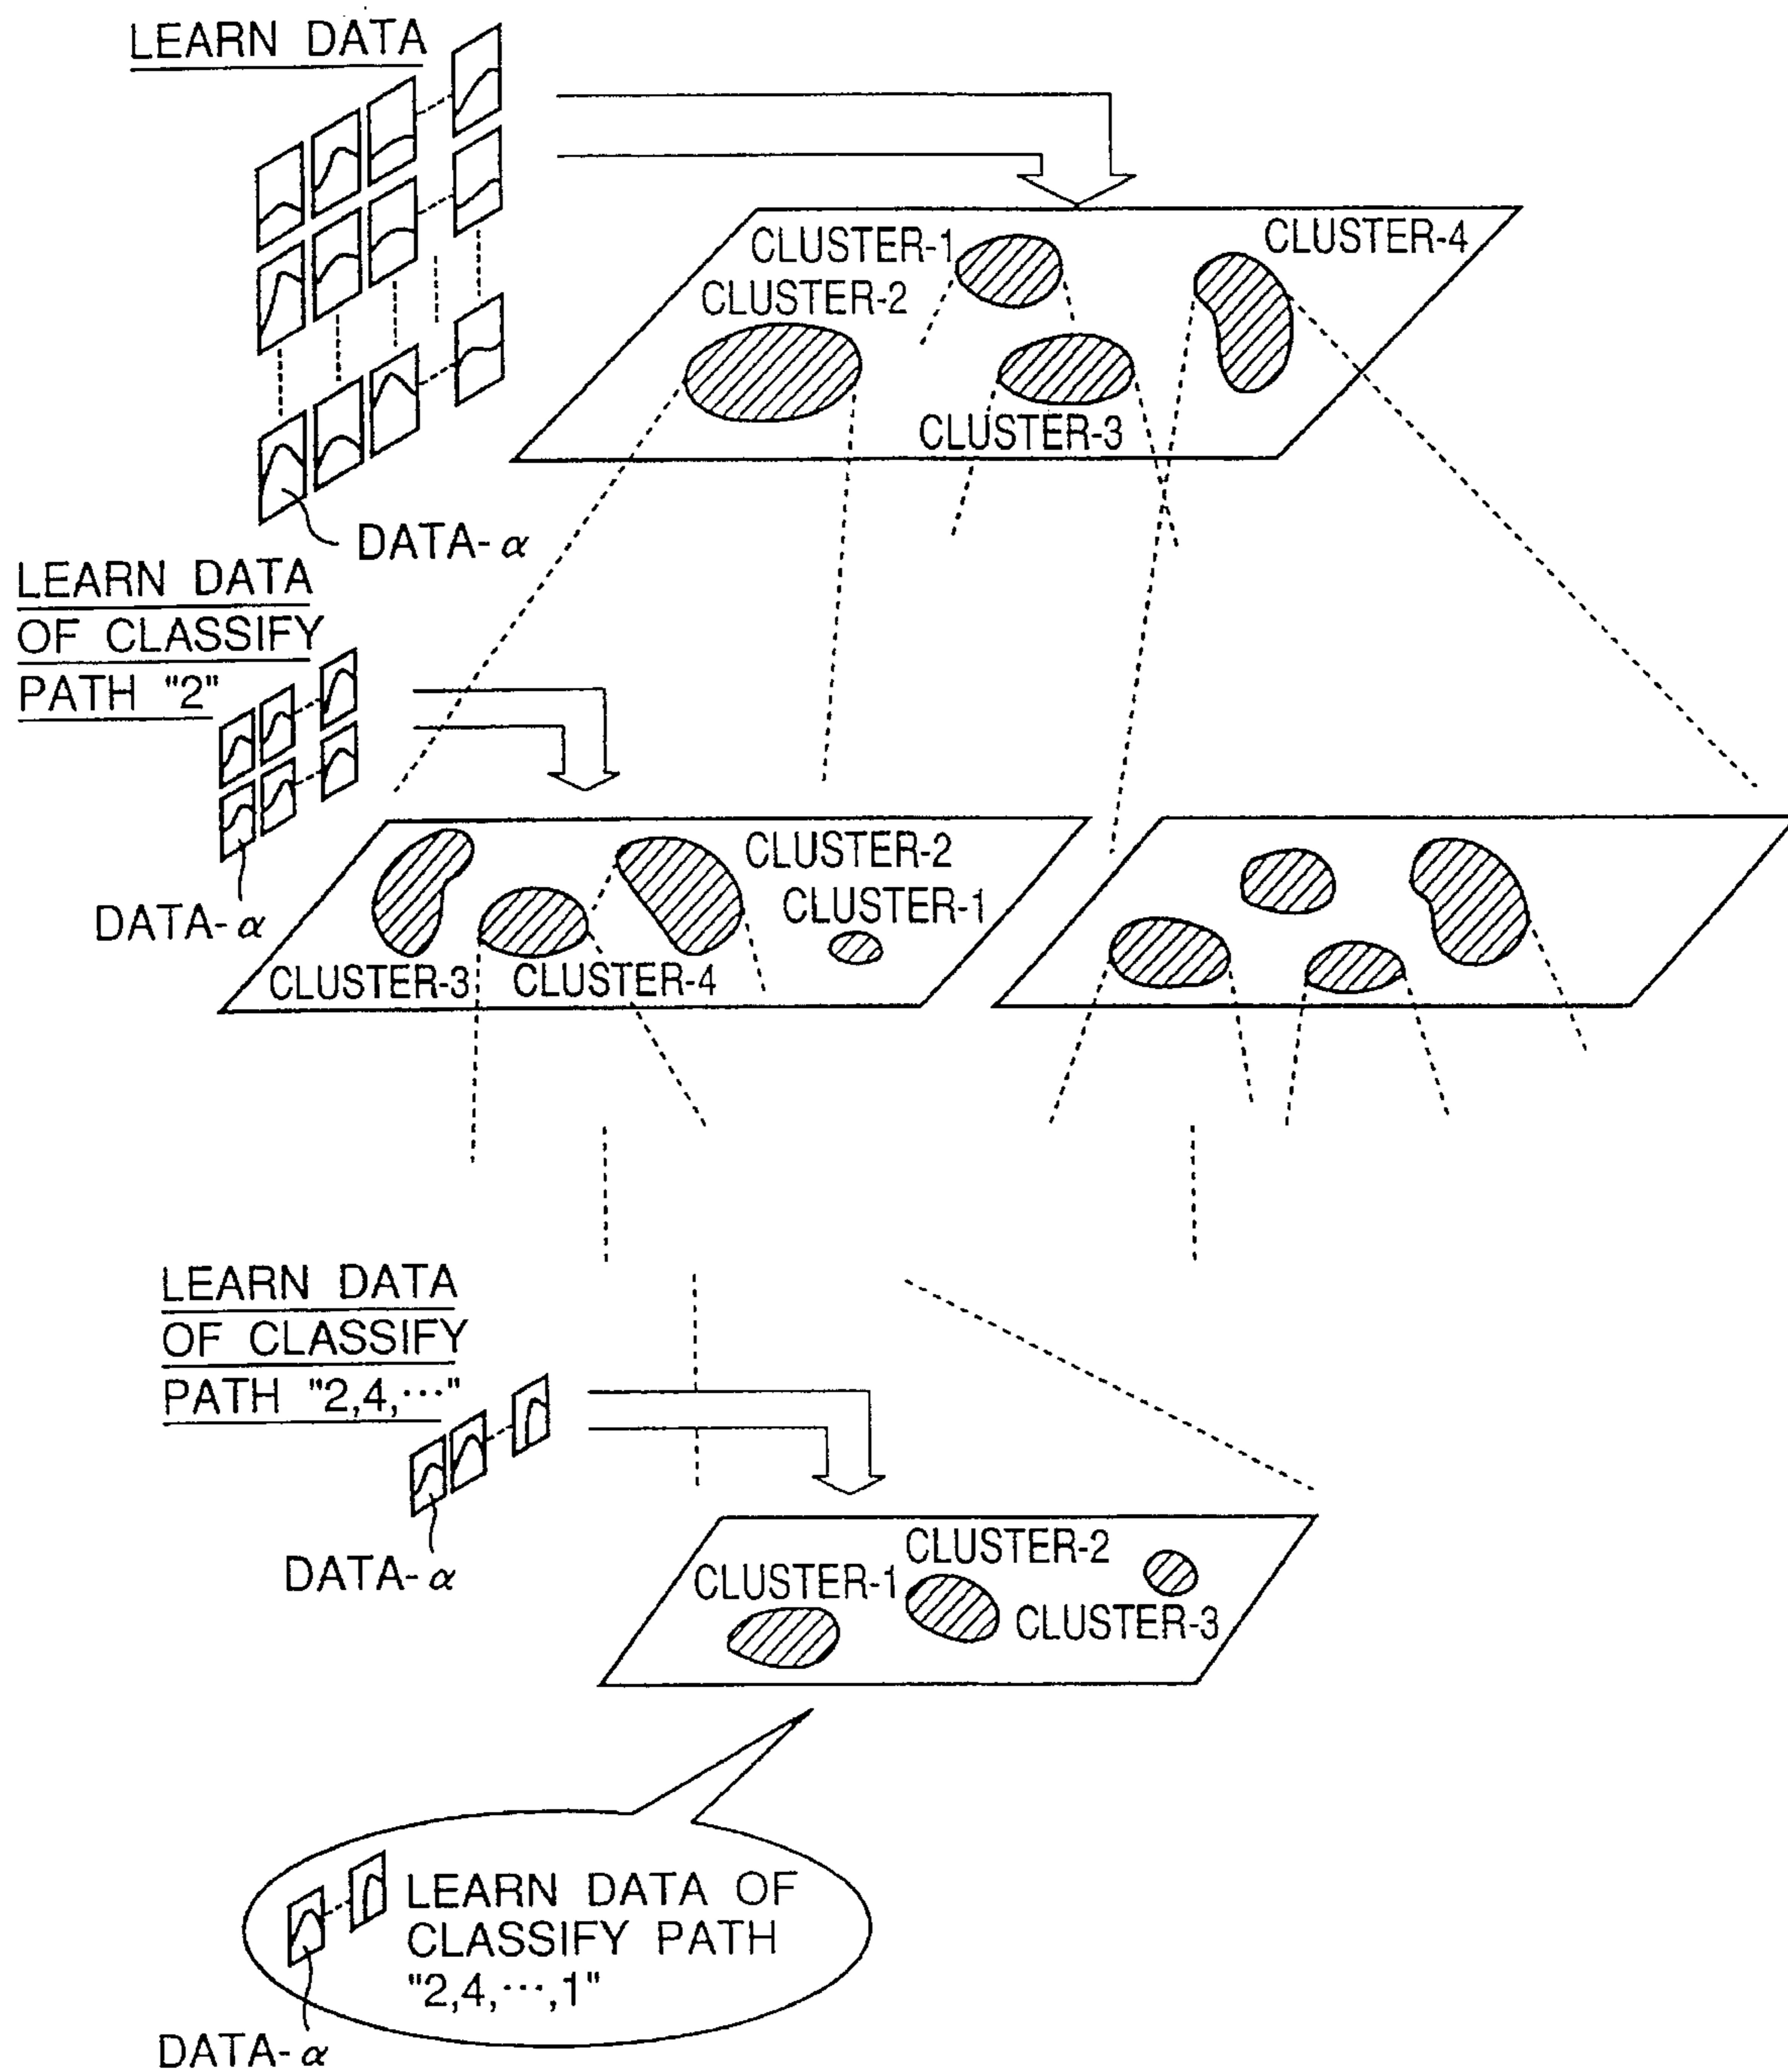 LEARN DATA
CLUSTER-1
CLUSTER-4
CLUSTER-2
CLUSTER-3
DATA-α
LEARN DATA
OF CLASSIFY
PATH "2"
CLUSTER-2
CLUSTER-1
DATA-α
CLUSTER-3
CLUSTER-4
LEARN DATA
OF CLASSIFY
PATH "2,4,···"
CLUSTER-2
DATA-α
CLUSTER-1
CLUSTER-3
LEARN DATA OF
CLASSIFY PATH
"2,4,···,1"
DATA-α